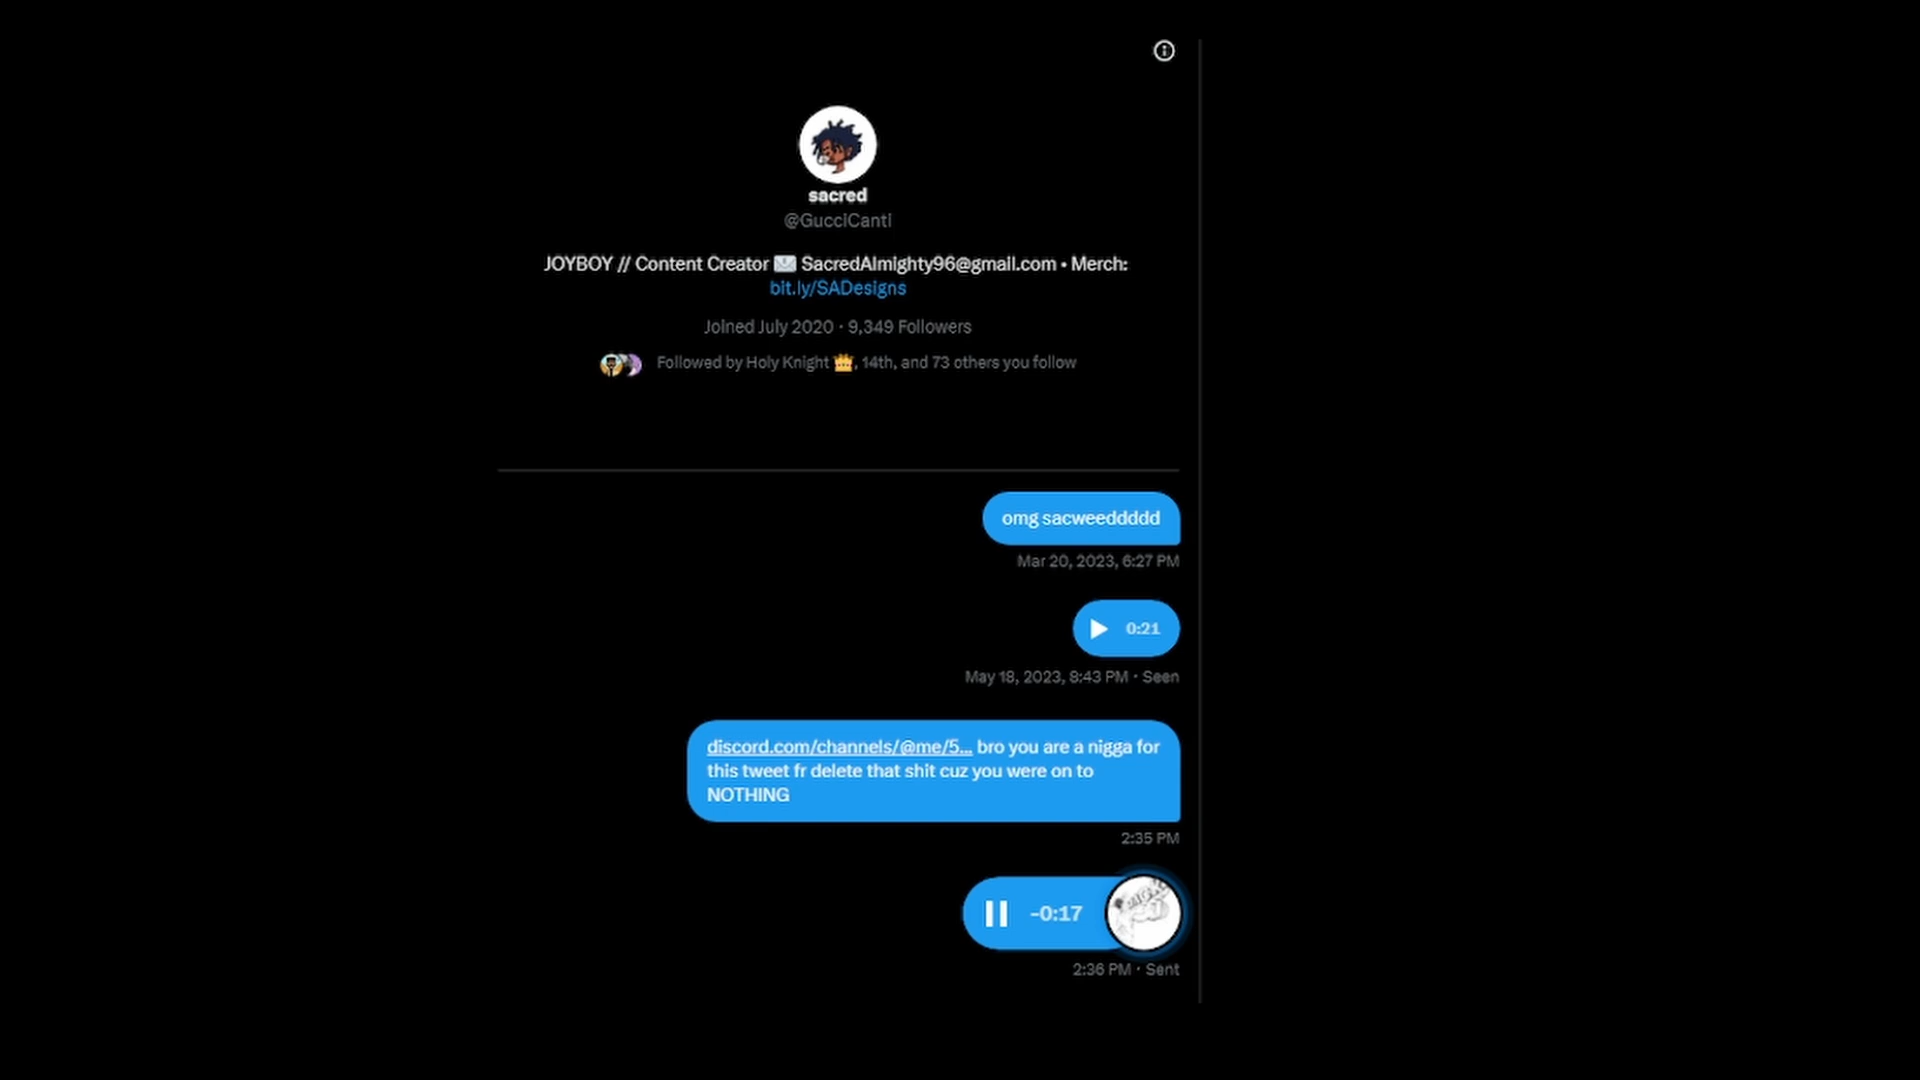 sacred
@GucciCanti
JOYBOY // Content Creator ✉️ SacredAlmighty96@gmail.com • Merch:
bit.ly/SADesigns
Joined July 2020 · 9,349 Followers
Followed by Holy Knight 👑, 14th, and 73 others you follow
omg sacweeddddd
Mar 20, 2023, 6:27 PM
0:21
May 18, 2023, 8:43 PM · Seen
discord.com/channels/@me/5... bro you are a nigga for
this tweet fr delete that shit cuz you were on to
NOTHING
2:35 PM
-0:17
2:36 PM · Sent